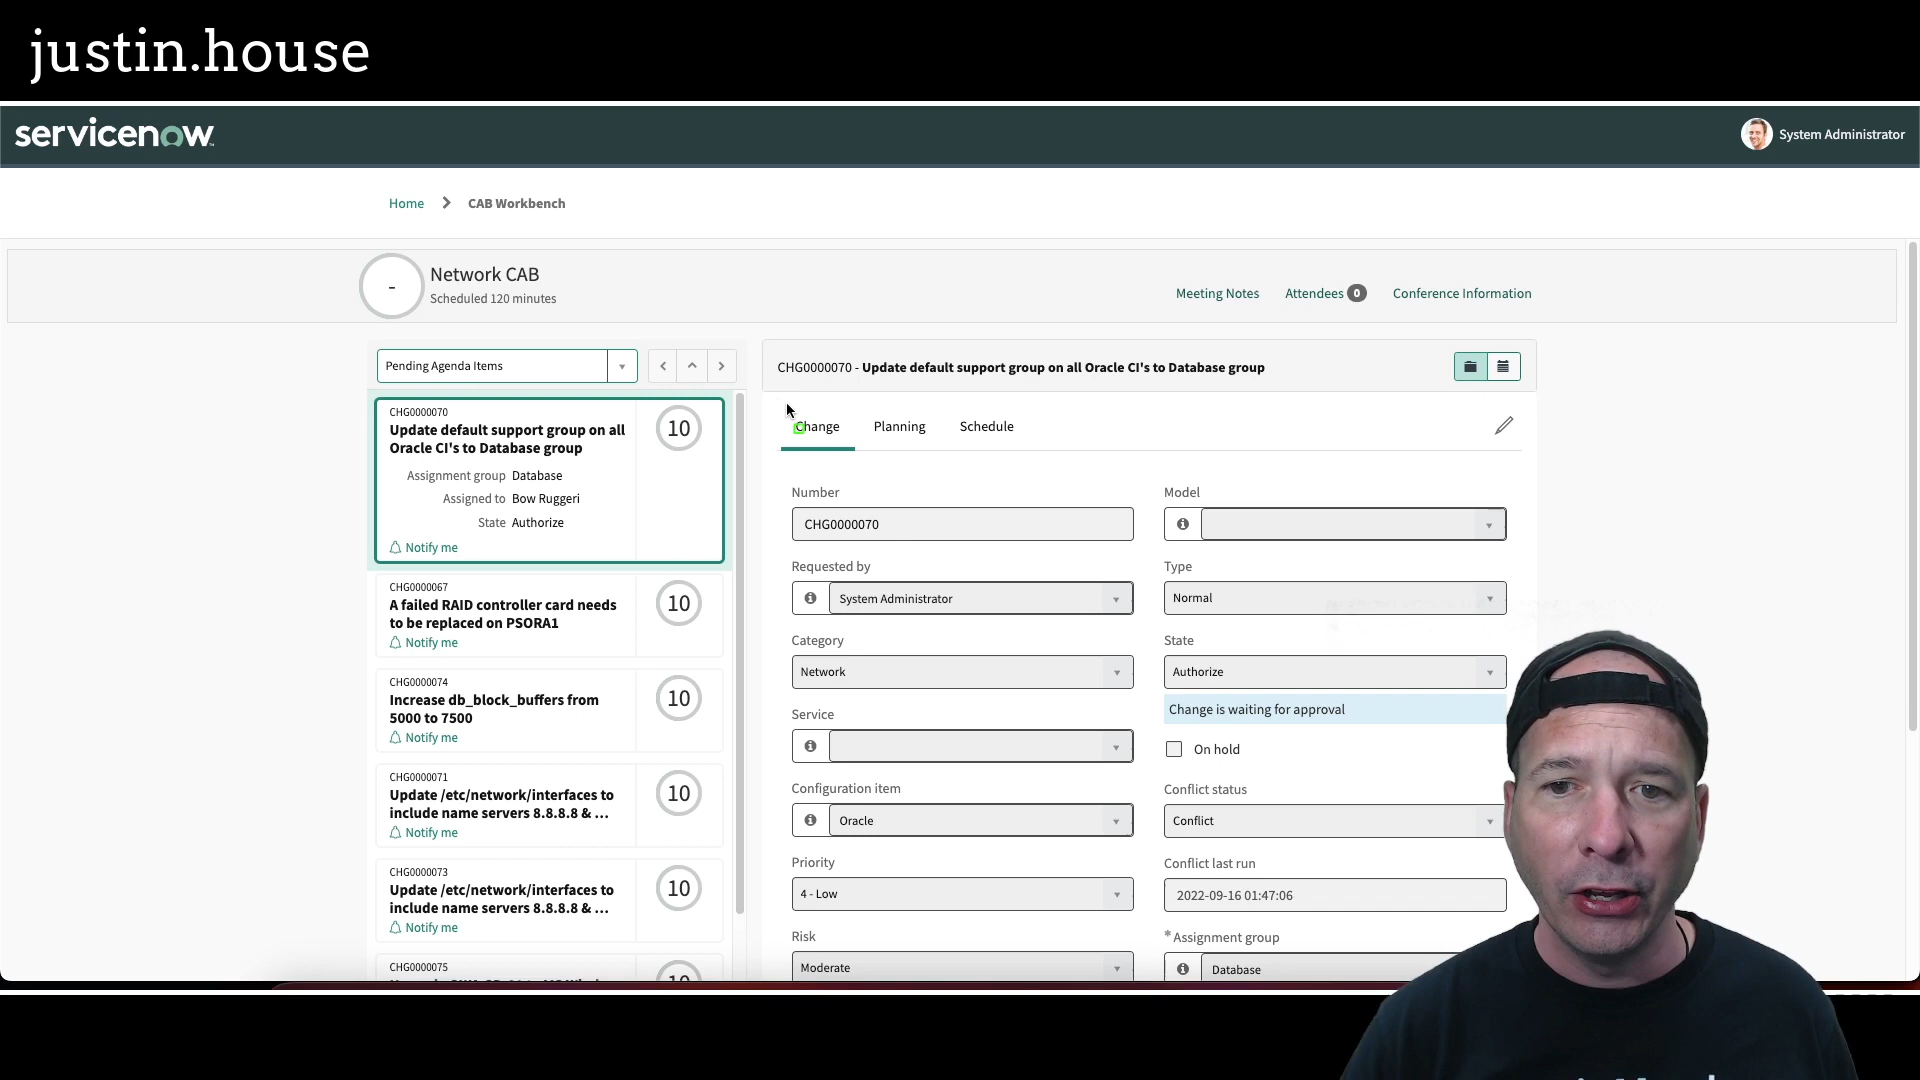 justin.house
servicenow
System Administrator
Home > CAB Workbench
-
Network CAB
Scheduled 120 minutes
Meeting Notes
Attendees 0
Conference Information
Pending Agenda Items
CHG0000070
Update default support group on all
Oracle CI's to Database group
10
Assignment group Database
Assigned to Bow Ruggeri
State Authorize
Notify me
CHG0000067
A failed RAID controller card needs
to be replaced on PSORA1
10
Notify me
CHG0000074
Increase db_block_buffers from
5000 to 7500
10
Notify me
CHG0000071
Update /etc/network/interfaces to
include name servers 8.8.8.8 & ...
10
Notify me
CHG0000073
Update /etc/network/interfaces to
include name servers 8.8.8.8 & ...
10
Notify me
CHG0000075
CHG0000070 - Update default support group on all Oracle CI's to Database group
Change
Planning
Schedule
Number
CHG0000070
Requested by
System Administrator
Category
Network
Service
Configuration item
Oracle
Priority
4 - Low
Risk
Moderate
Model
Type
Normal
State
Authorize
Change is waiting for approval
On hold
Conflict status
Conflict
Conflict last run
2022-09-16 01:47:06
* Assignment group
Database